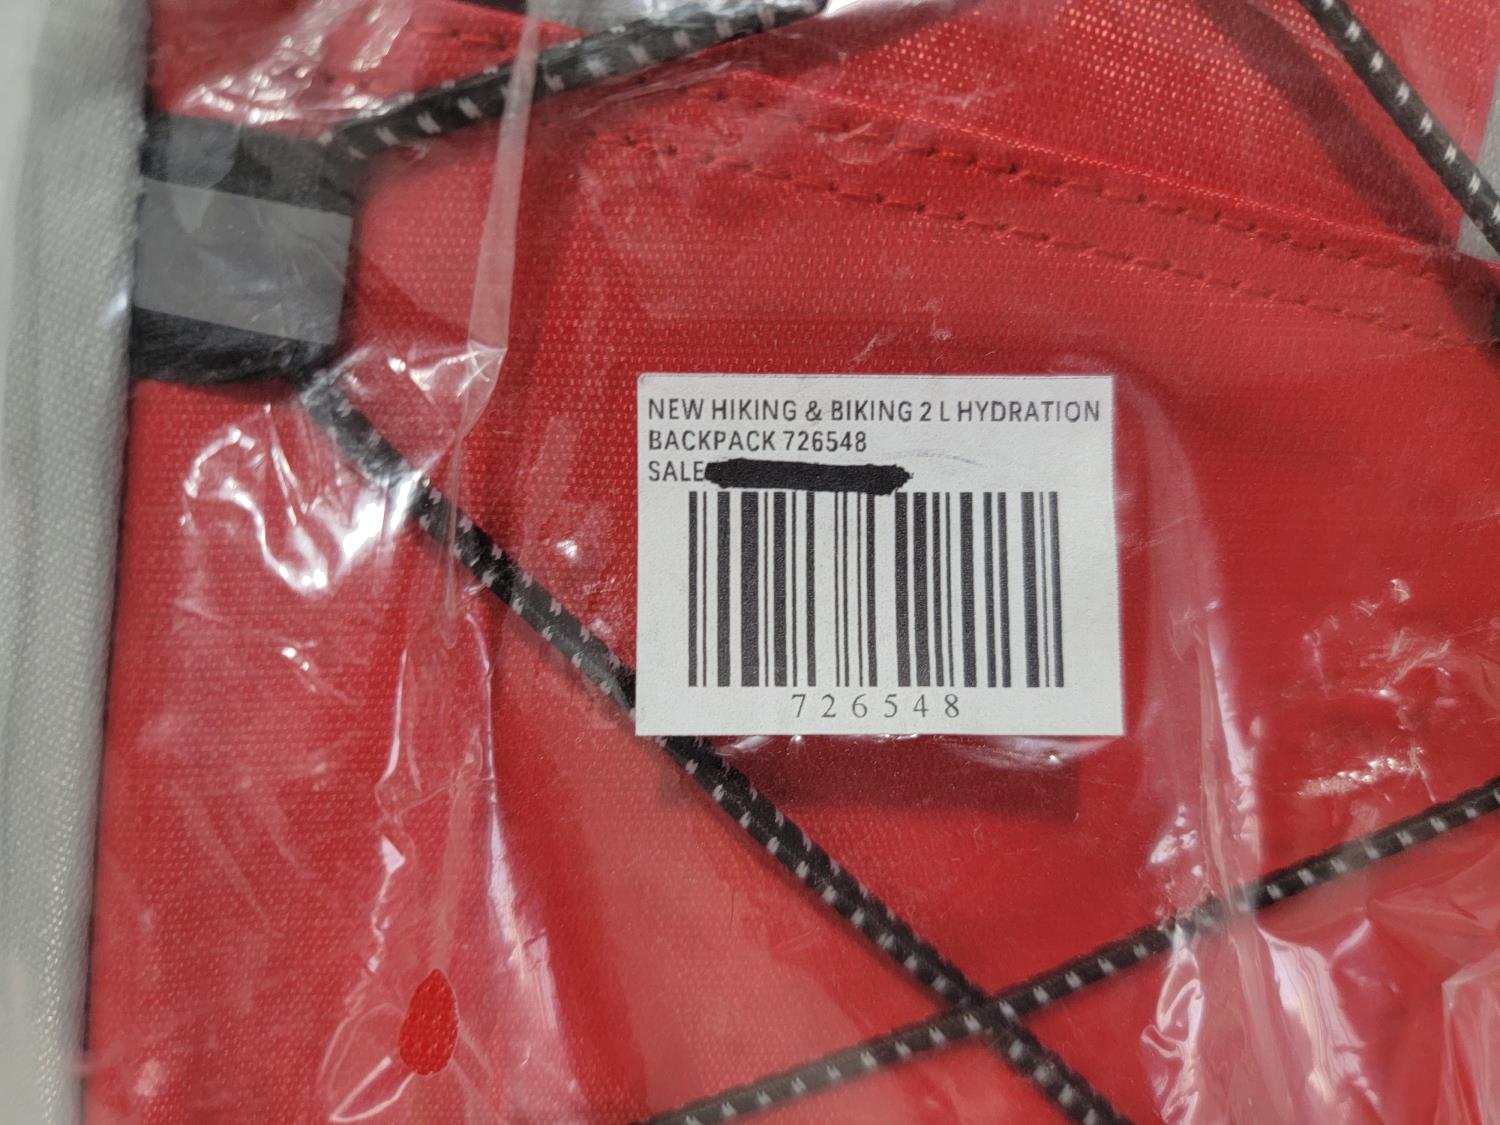 NEW HIKING & BIKING 2 L HYDRATION
BACKPACK 726548
SALE
726548